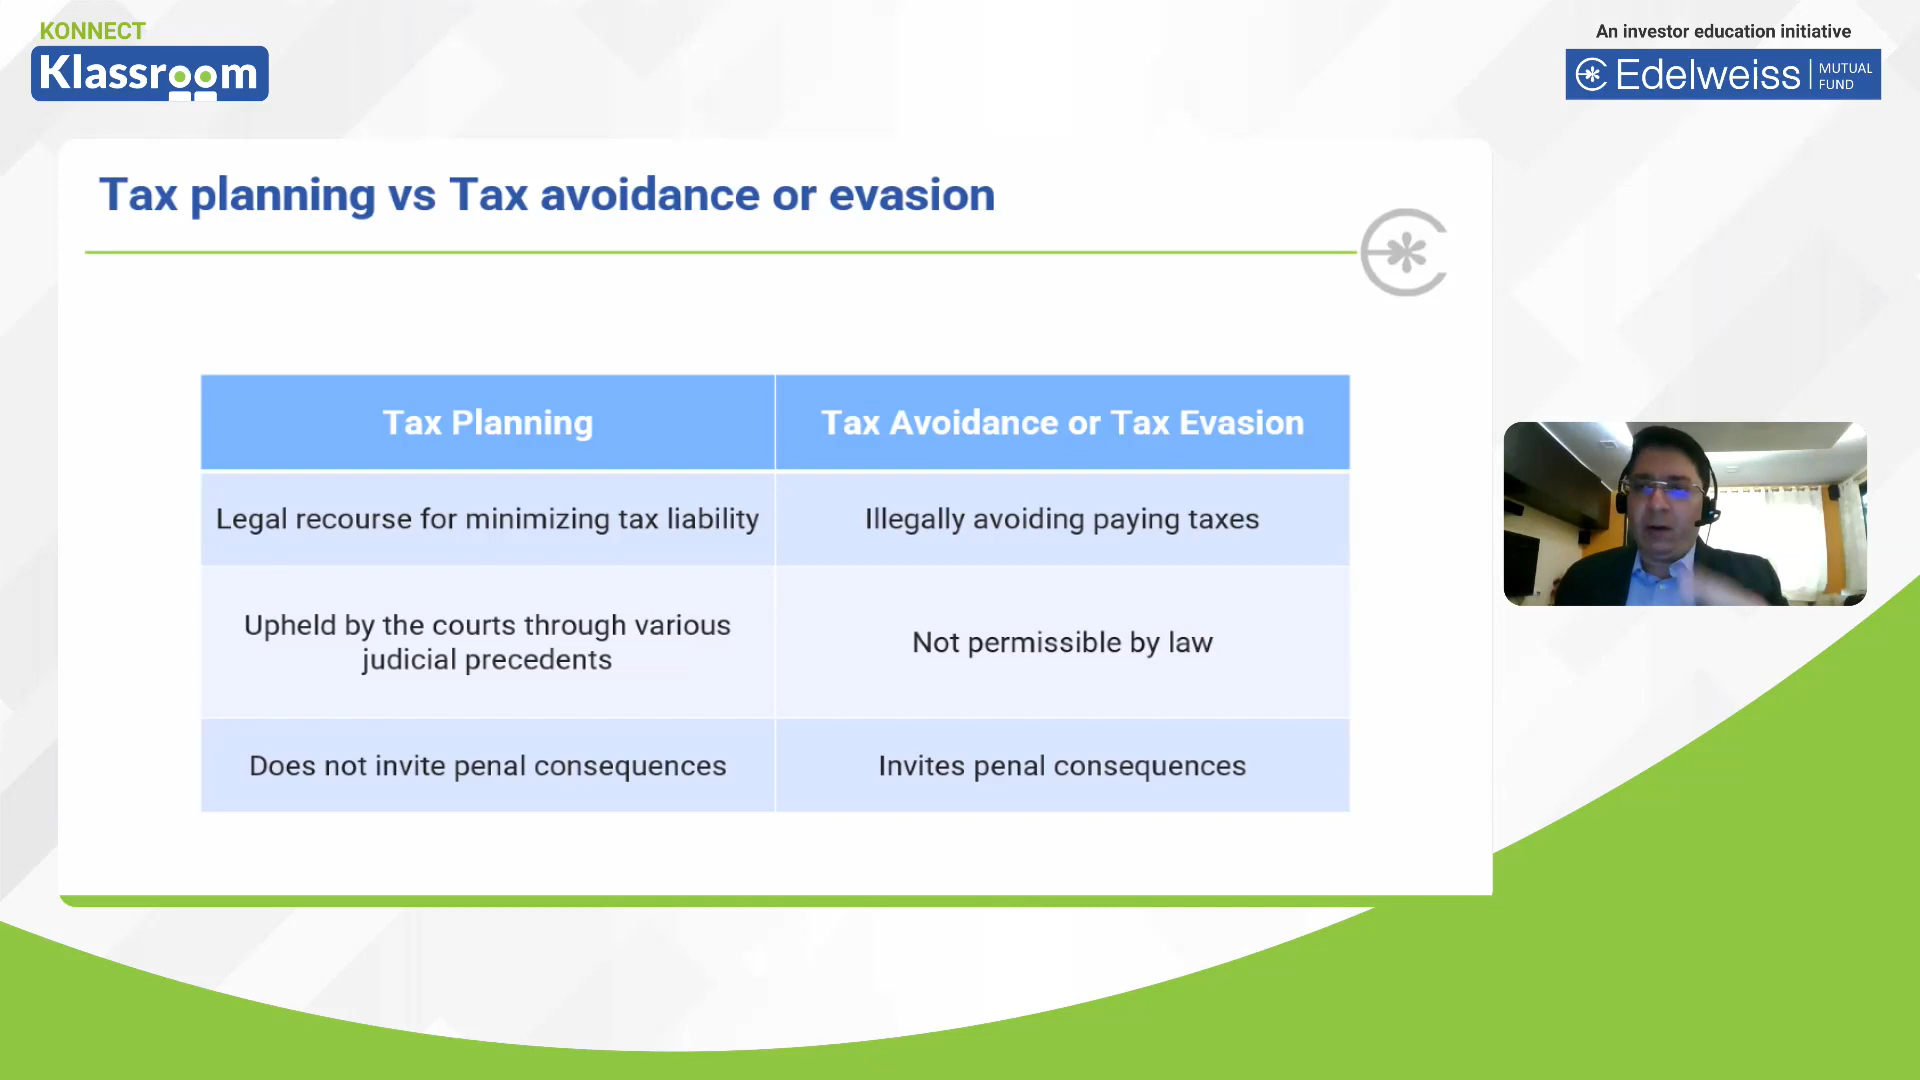 KONNECT
Klassroom
An investor education initiative
Edelweiss
MUTUAL
FUND
Tax planning vs Tax avoidance or evasion
Tax Planning
Tax Avoidance or Tax Evasion
Legal recourse for minimizing tax liability
Illegally avoiding paying taxes
Upheld by the courts through various
judicial precedents
Not permissible by law
Does not invite penal consequences
Invites penal consequences